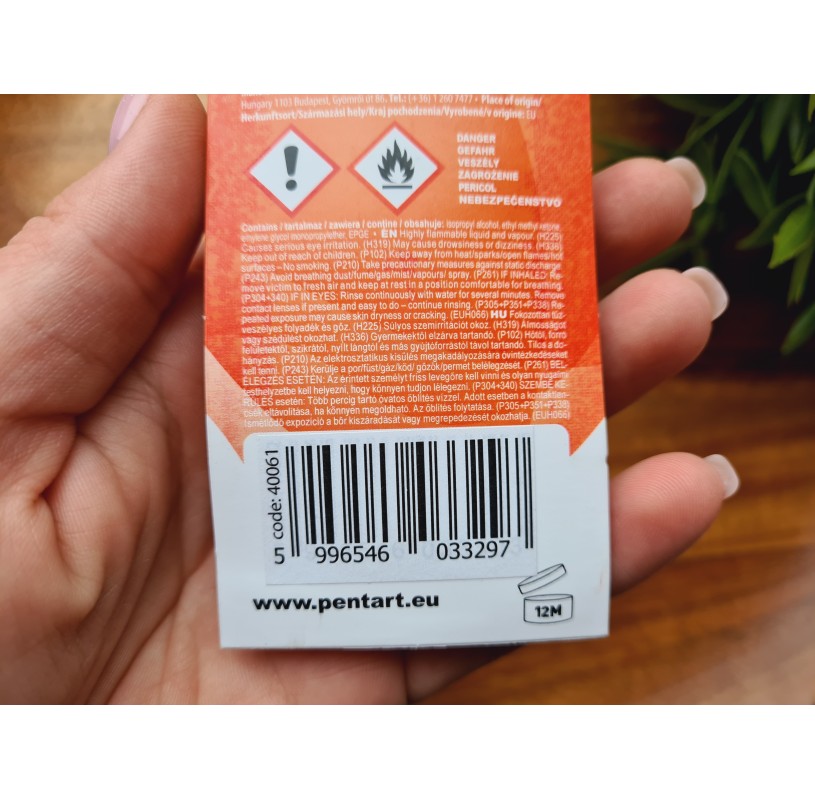 Hungary 1103 Budapest, Gyömrői út 86. Tel.: (+36) 1 260 7477 • Place of origin/
Herkunftsort/Származási hely/Kraj pochodzenia/Vyrobené/v origine: EU
DANGER
GEFAHR
VESZÉLY
ZAGROŻENIE
PERICOL
NEBEZPEČENSTVO
Contains / tartalmaz / zawiera / contine / obsahuje: isopropyl alcohol, ethyl methyl ketone,
ethylene glycol monopropylether, EPGE • EN Highly flammable liquid and vapour. (H225)
Causes serious eye irritation. (H319) May cause drowsiness or dizziness. (H336)
Keep out of reach of children. (P102) Keep away from heat/sparks/open flames/hot
surfaces – No smoking. (P210) Take precautionary measures against static discharge.
(P243) Avoid breathing dust/fume/gas/mist/vapours/ spray. (P261) IF INHALED: Re-
move victim to fresh air and keep at rest in a position comfortable for breathing.
(P304+340) IF IN EYES: Rinse continuously with water for several minutes. Remove
contact lenses if present and easy to do – continue rinsing. (P305+P351+P338) Re-
peated exposure may cause skin dryness or cracking. (EUH066) HU Fokozottan tűz-
veszélyes folyadék és gőz. (H225) Súlyos szemirritációt okoz. (H319) Álmosságot
vagy szédülést okozhat. (H336) Gyermekektől elzárva tartandó. (P102) Hőtől, forró
felületektől, szikrától, nyílt lángtól és más gyújtóforrástól távol tartandó. Tilos a do-
hányzás. (P210) Az elektrosztatikus kisülés megakadályozására óvintézkedéseket
kell tenni. (P243) Kerülje a por/füst/gáz/köd/ gőzök/permet belélegzését. (P261) BEL-
ÉLEGZÉS ESETÉN: Az érintett személyt friss levegőre kell vinni és olyan nyugalmi
testhelyzetbe kell helyezni, hogy könnyen tudjon lélegezni. (P304+340) SZEMBE KE-
RÜLÉS esetén: Több percig tartó óvatos öblítés vízzel. Adott esetben a kontaktlen-
csék eltávolítása, ha könnyen megoldható. Az öblítés folytatása. (P305+P351+P338)
Ismétlődő expozíció a bőr kiszáradását vagy megrepedezését okozhatja. (EUH066)
code: 40061
5 996546 033297
www.pentart.eu
12M